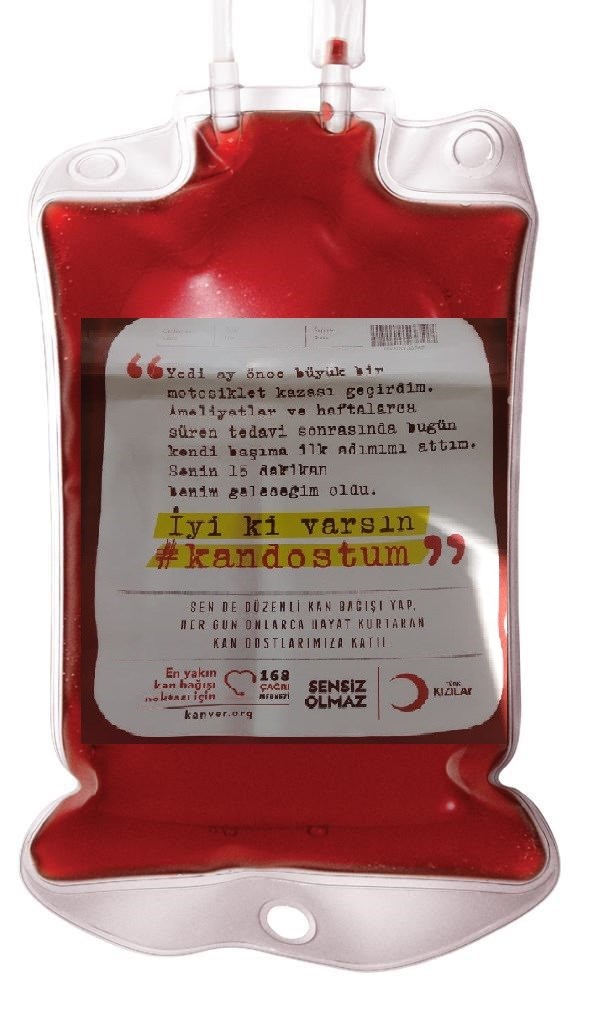 “Yedi ay önce büyük bir
motosiklet kazası geçirdim.
Ameliyatlar ve haftalarca
süren tedavi sonrasında bugün
kendi başıma ilk adımımı attım.
Senin 15 dakikan
benim geleceğim oldu.
İyi ki varsın
#kandostum”
SEN DE DÜZENLİ KAN BAĞIŞI YAP,
HER GÜN ONLARCA HAYAT KURTARAN
KAN DOSTLARIMIZA KATIL
En yakın
kan bağışı
noktası için
168
ÇAĞRI
MERKEZİ
kanver.org
SENSİZ
OLMAZ
TÜRK
KIZILAY